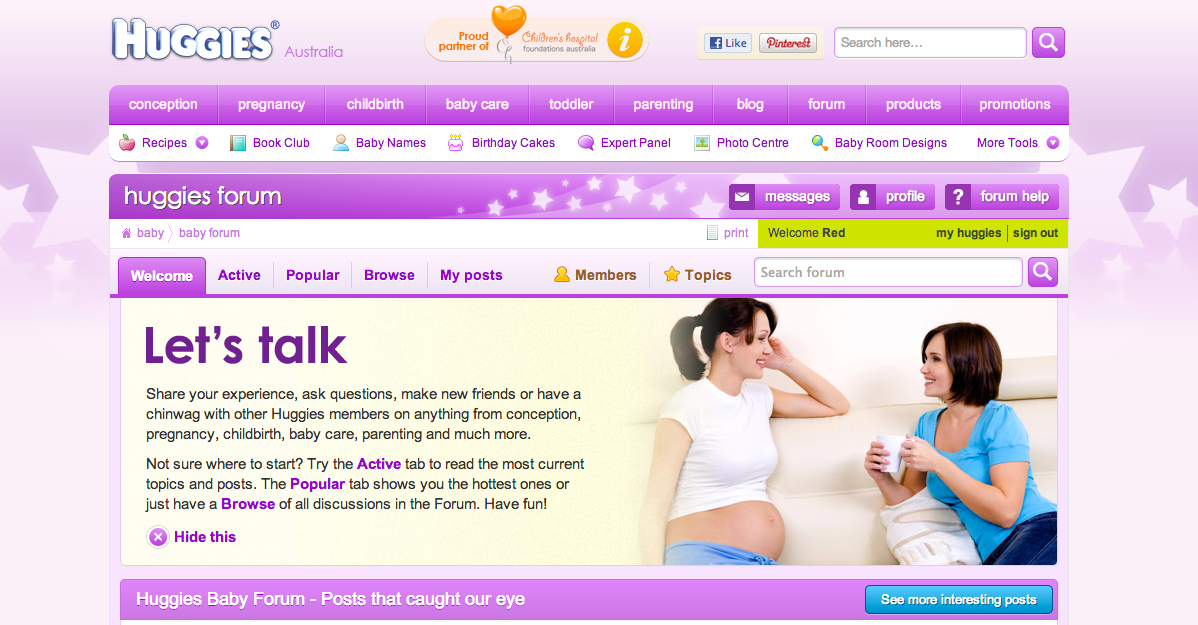 HUGGIES® Australia
Proud partner of
Children's hospital
foundations australia
i
Like
Pinterest
Search here...
conception pregnancy childbirth baby care toddler parenting blog forum products promotions
Recipes Book Club Baby Names Birthday Cakes Expert Panel Photo Centre Baby Room Designs More Tools
huggies forum
messages profile ? forum help
baby baby forum print Welcome Red my huggies sign out
Welcome Active Popular Browse My posts Members Topics Search forum
Let's talk
Share your experience, ask questions, make new friends or have a
chinwag with other Huggies members on anything from conception,
pregnancy, childbirth, baby care, parenting and much more.
Not sure where to start? Try the Active tab to read the most current
topics and posts. The Popular tab shows you the hottest ones or
just have a Browse of all discussions in the Forum. Have fun!
Hide this
Huggies Baby Forum - Posts that caught our eye See more interesting posts